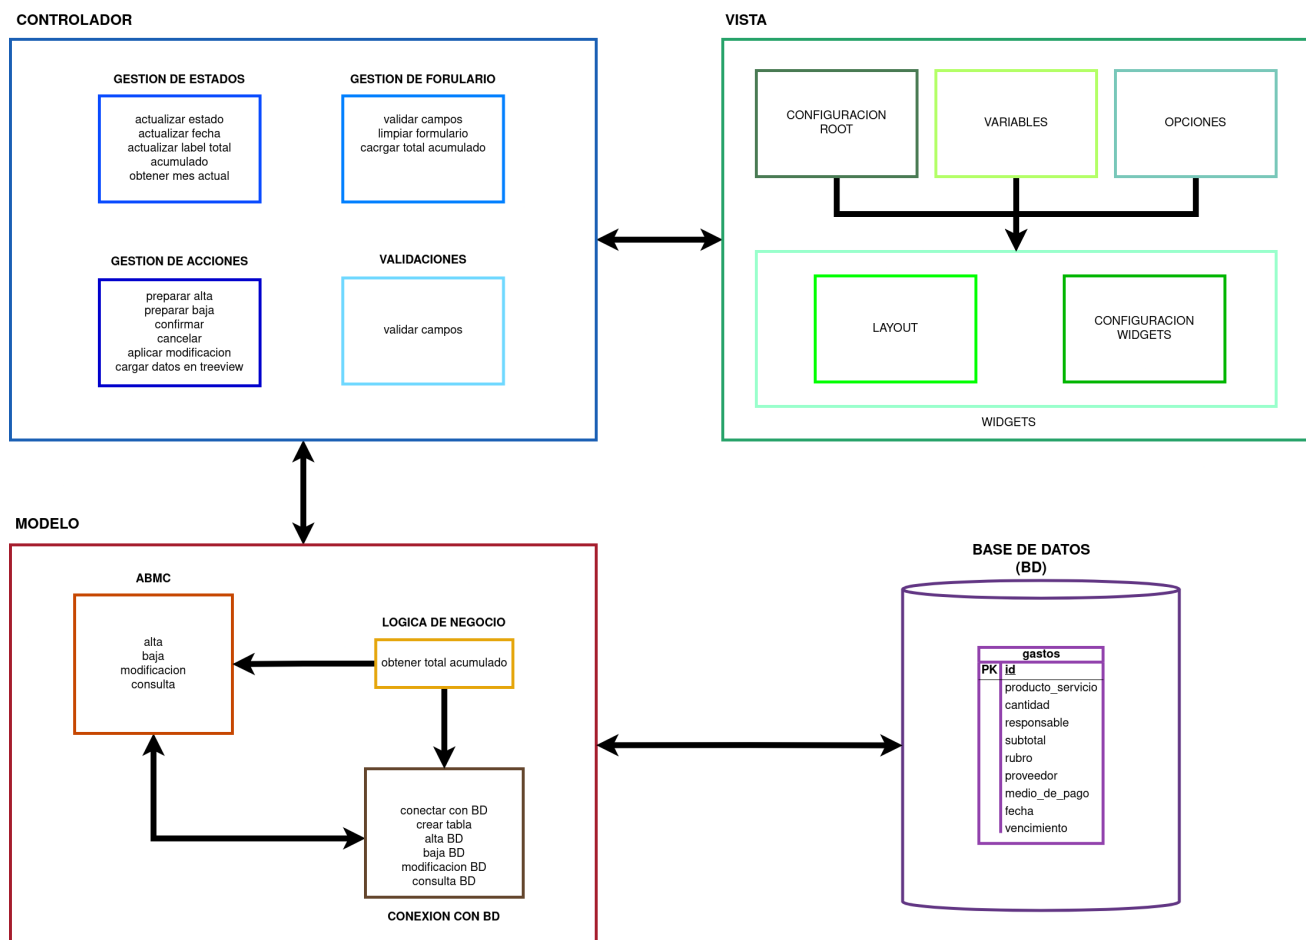 CONTROLADOR
GESTION DE ESTADOS
actualizar estado
actualizar fecha
actualizar label total
acumulado
obtener mes actual
GESTION DE FORULARIO
validar campos
limpiar formulario
cacrgar total acumulado
GESTION DE ACCIONES
preparar alta
preparar baja
confirmar
cancelar
aplicar modificacion
cargar datos en treeview
VALIDACIONES
validar campos
VISTA
CONFIGURACION
ROOT
VARIABLES
OPCIONES
LAYOUT
CONFIGURACION
WIDGETS
WIDGETS
MODELO
ABMC
alta
baja
modificacion
consulta
LOGICA DE NEGOCIO
obtener total acumulado
conectar con BD
crear tabla
alta BD
baja BD
modificacion BD
consulta BD
CONEXION CON BD
BASE DE DATOS
(BD)
gastos
PK id
producto_servicio
cantidad
responsable
subtotal
rubro
proveedor
medio_de_pago
fecha
vencimiento